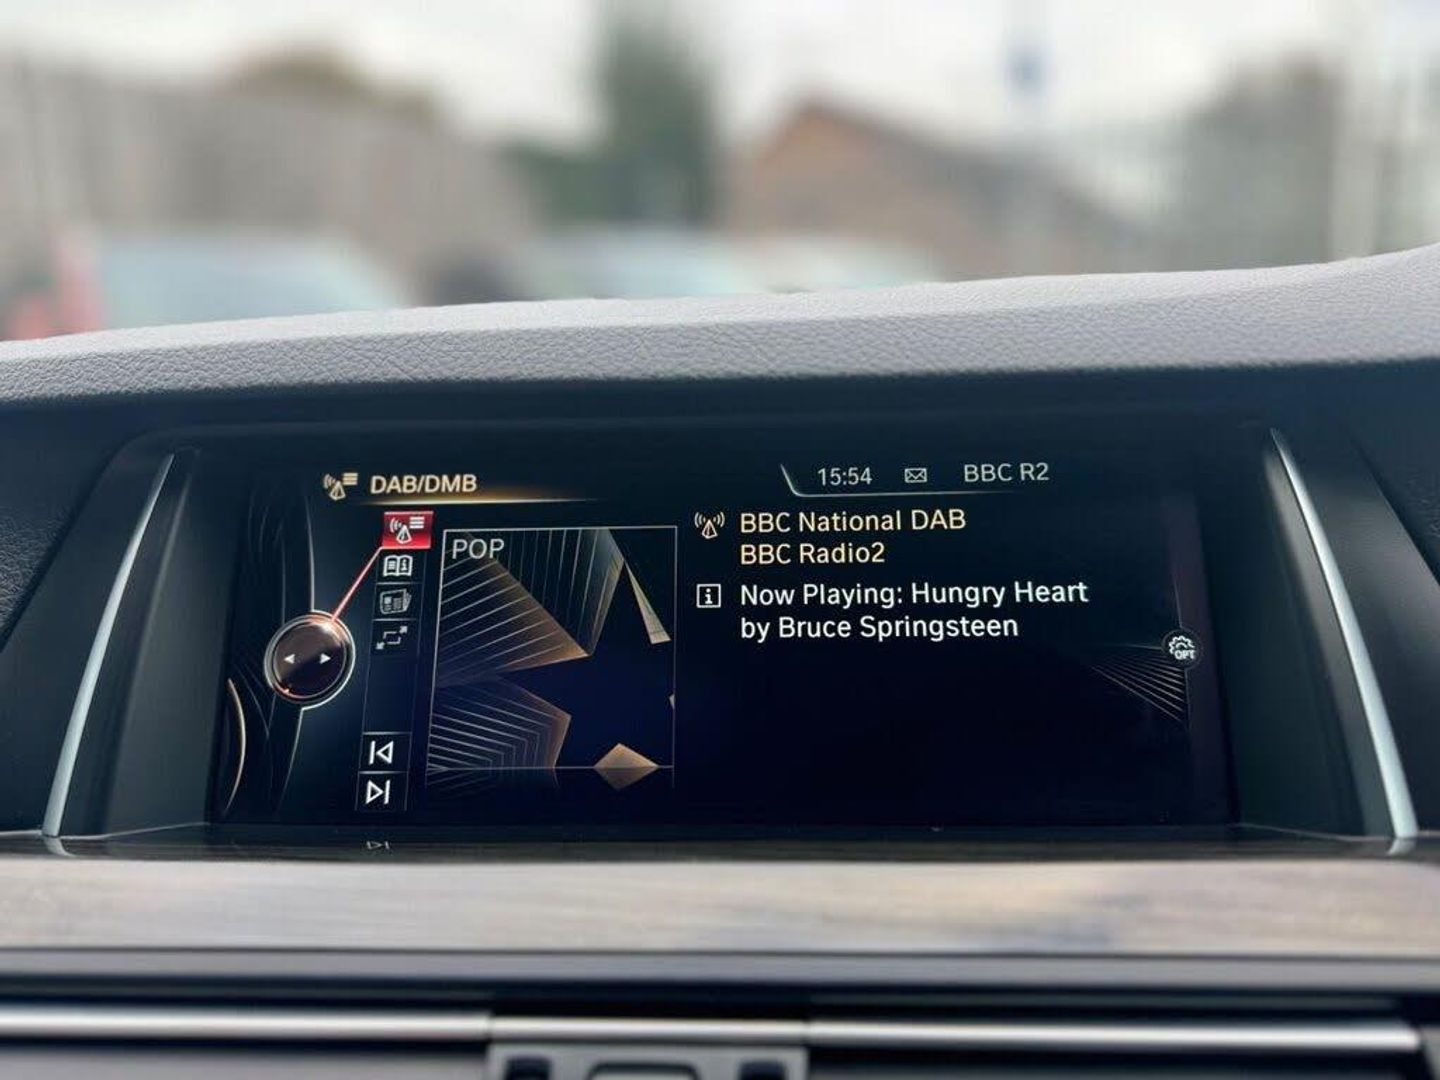 DAB/DMB
15:54 BBC R2
POP
BBC National DAB
BBC Radio2
Now Playing: Hungry Heart
by Bruce Springsteen
OPT